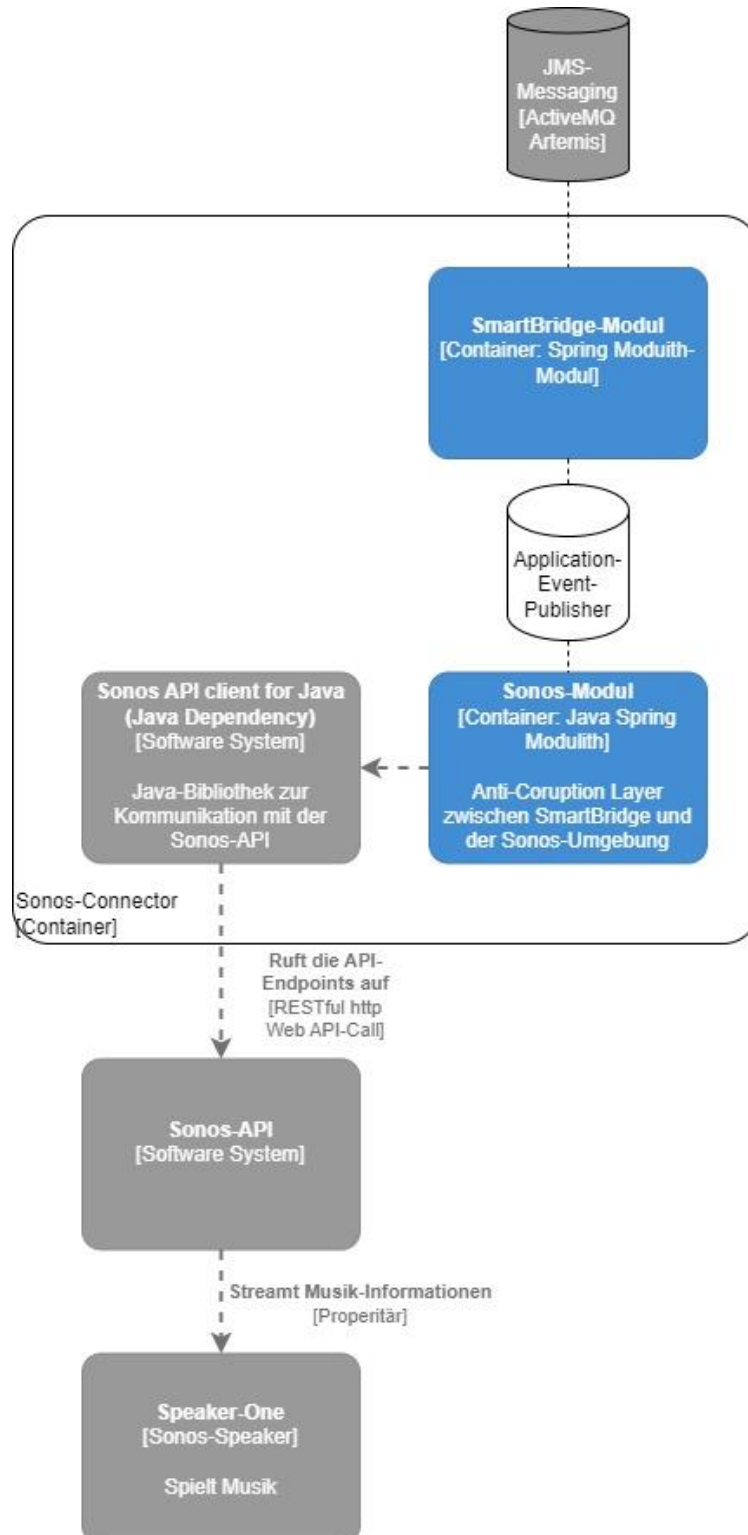 JMS-
Messaging
[ActiveMQ
Artemis]
SmartBridge-Modul
[Container: Spring Moduith-
Modul]
Application-
Event-
Publisher
Sonos API client for Java
(Java Dependency)
[Software System]
Java-Bibliothek zur
Kommunikation mit der
Sonos-API
Sonos-Modul
[Container: Java Spring
Modulith]
Anti-Coruption Layer
zwischen SmartBridge und
der Sonos-Umgebung
Sonos-Connector
[Container]
Ruft die API-
Endpoints auf
[RESTful http
Web API-Call]
Sonos-API
[Software System]
Streamt Musik-Informationen
[Properitär]
Speaker-One
[Sonos-Speaker]
Spielt Musik